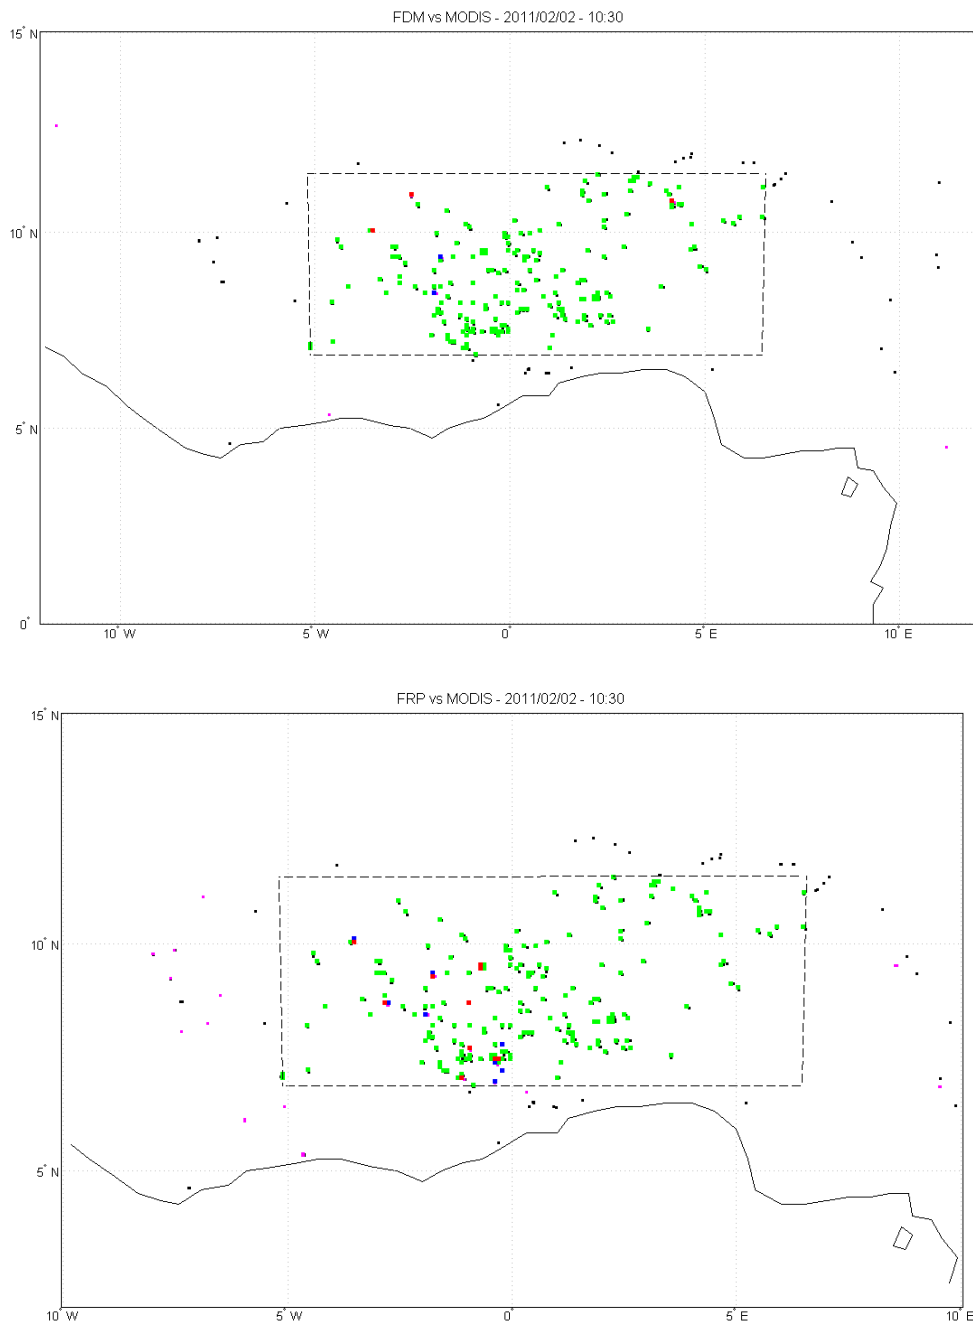 FDM vs MODIS - 2011/02/02 - 10:30
15° N
10° N
5° N
0°
10° W
5° W
0°
5° E
10° E
FRP vs MODIS - 2011/02/02 - 10:30
15° N
10° N
5° N
10° W
5° W
0°
5° E
10° E